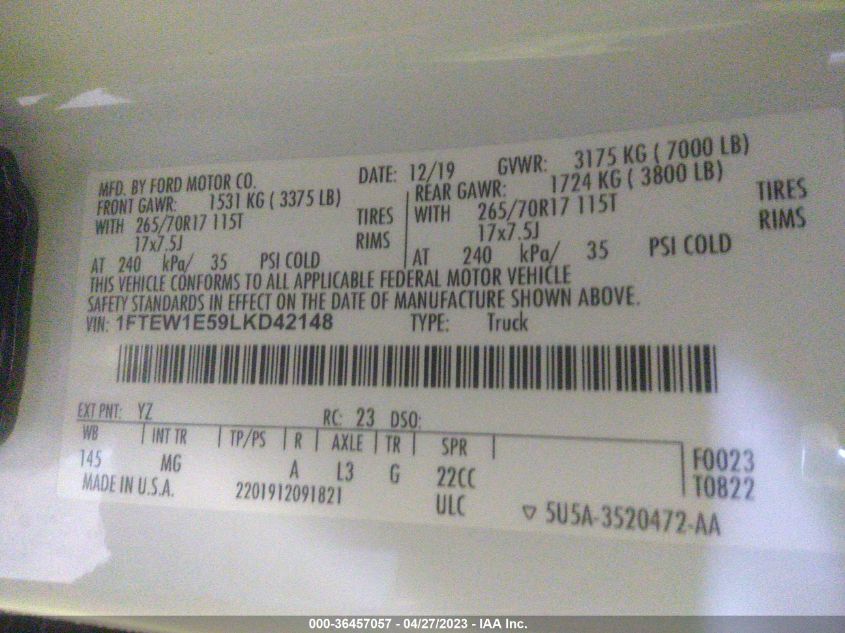 MFD. BY FORD MOTOR CO. DATE: 12/19 GVWR: 3175 KG ( 7000 LB)
FRONT GAWR: 1531 KG ( 3375 LB) REAR GAWR: 1724 KG ( 3800 LB)
WITH 265/70R17 115T TIRES WITH 265/70R17 115T TIRES
17x7.5J RIMS 17x7.5J RIMS
AT 240 kPa/ 35 PSI COLD AT 240 kPa/ 35 PSI COLD
THIS VEHICLE CONFORMS TO ALL APPLICABLE FEDERAL MOTOR VEHICLE
SAFETY STANDARDS IN EFFECT ON THE DATE OF MANUFACTURE SHOWN ABOVE.
VIN: 1FTEW1E59LKD42148 TYPE: Truck
EXT PNT: YZ RC: 23 DSO:
WB INT TR TP/PS R AXLE TR SPR
145 MG A L3 G 22CC F0023
T0822
MADE IN U.S.A. 2201912091821 ULC ▽ 5U5A-3520472-AA
000-36457057 - 04/27/2023 - IAA Inc.